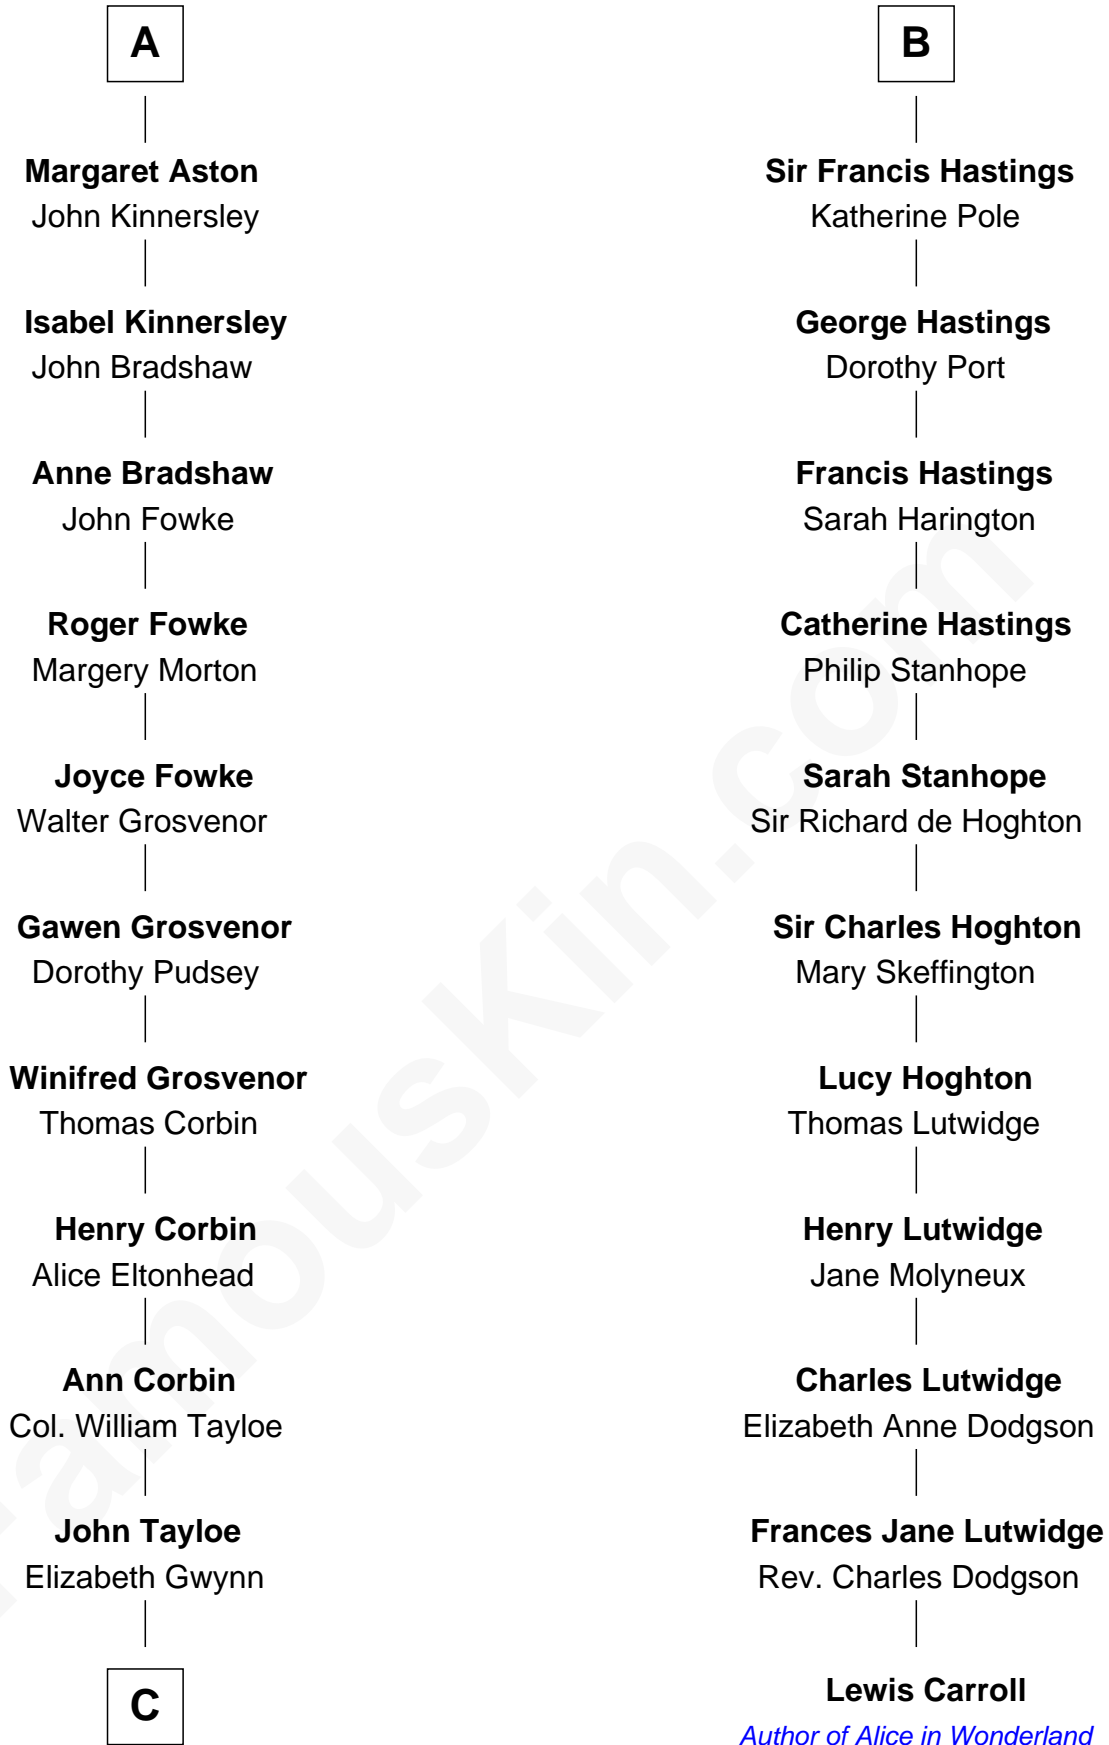 A
Margaret Aston
John Kinnersley
Isabel Kinnersley
John Bradshaw
Anne Bradshaw
John Fowke
Roger Fowke
Margery Morton
Joyce Fowke
Walter Grosvenor
Gawen Grosvenor
Dorothy Pudsey
Winifred Grosvenor
Thomas Corbin
Henry Corbin
Alice Eltonhead
Ann Corbin
Col. William Tayloe
John Tayloe
Elizabeth Gwynn
C
B
Sir Francis Hastings
Katherine Pole
George Hastings
Dorothy Port
Francis Hastings
Sarah Harington
Catherine Hastings
Philip Stanhope
Sarah Stanhope
Sir Richard de Hoghton
Sir Charles Hoghton
Mary Skeffington
Lucy Hoghton
Thomas Lutwidge
Henry Lutwidge
Jane Molyneux
Charles Lutwidge
Elizabeth Anne Dodgson
Frances Jane Lutwidge
Rev. Charles Dodgson
Lewis Carroll
Author of Alice in Wonderland
FamousKin.com